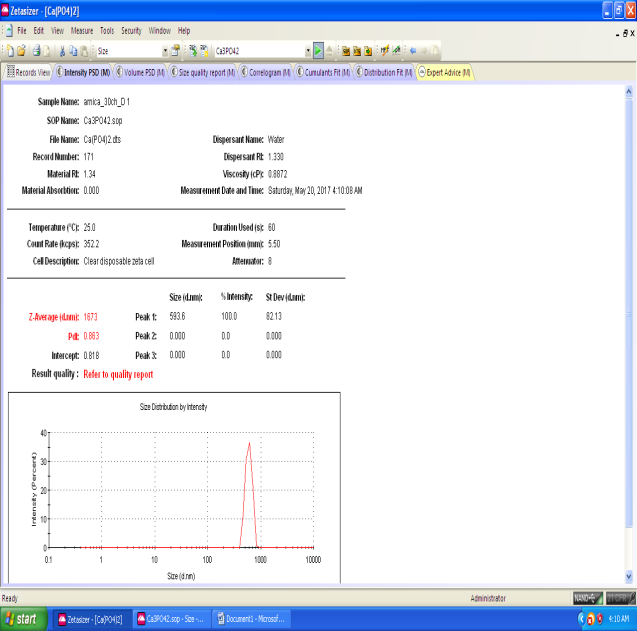 Zetasizer - [Ca(PO4)2]
File Edit View Measure Tools Security Window Help
Size Ca3PO42
Records View Intensity PSD (M) Volume PSD (M) Size quality report (M) Correlogram (M) Cumulants Fit (M) Distribution Fit (M) Expert Advice (M)
Sample Name: amica_30ch_D 1
SOP Name: Ca3PO42.sop
File Name: Ca(PO4)2.dts Dispersant Name: Water
Record Number: 171 Dispersant RI: 1.330
Material RI: 1.34 Viscosity (cP): 0.8872
Material Absorbtion: 0.000 Measurement Date and Time: Saturday, May 20, 2017 4:10:08 AM
Temperature (°C): 25.0 Duration Used (s): 60
Count Rate (kcps): 352.2 Measurement Position (mm): 5.50
Cell Description: Clear disposable zeta cell Attenuator: 8
Size (d.nm): % Intensity: St Dev (d.nm):
Z-Average (d.nm): 1673 Peak 1: 593.6 100.0 82.13
PdI: 0.863 Peak 2: 0.000 0.0 0.000
Intercept: 0.818 Peak 3: 0.000 0.0 0.000
Result quality : Refer to quality report
Size Distribution by Intensity
Intensity (Percent)
40
30
20
10
0
0.1 1 10 100 1000 10000
Size (d.nm)
Ready Administrator NANO
start Zetasizer - [Ca(PO4)2] Ca3PO42.sop - Size -... Document1 - Microsof... 4:10 AM